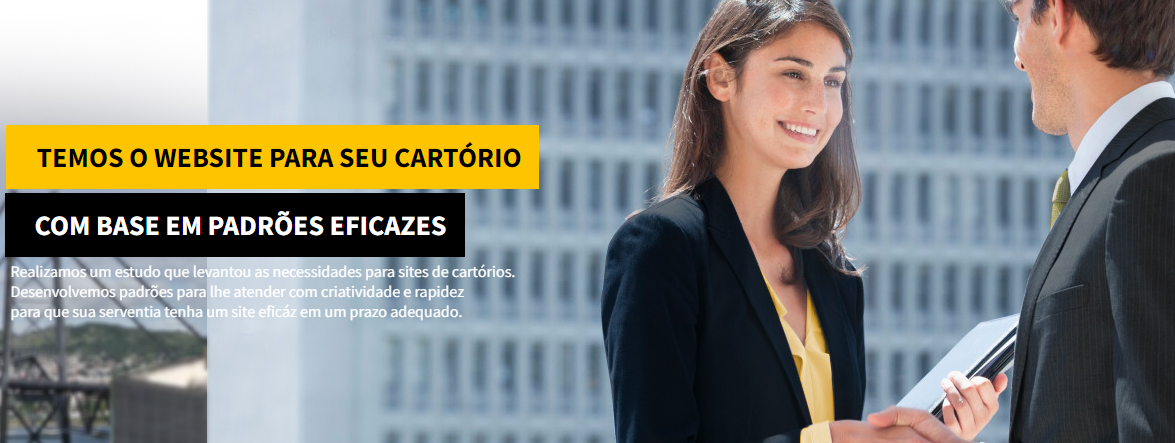 TEMOS O WEBSITE PARA SEU CARTÓRIO
COM BASE EM PADRÕES EFICAZES
Realizamos um estudo que levantou as necessidades para sites de cartórios.
Desenvolvemos padrões para lhe atender com criatividade e rapidez
para que sua serventia tenha um site eficáz em um prazo adequado.